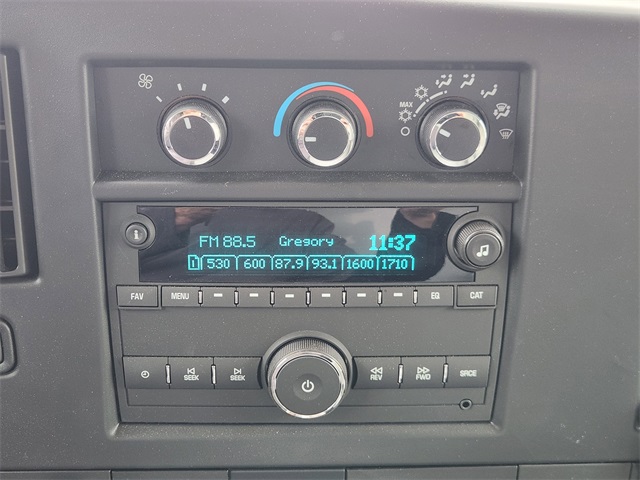 MAX
i
FM 88.5 Gregory 11:37
1 530 600 87.9 93.1 1600 1710
FAV MENU EQ CAT
SEEK SEEK REV FWD SRCE